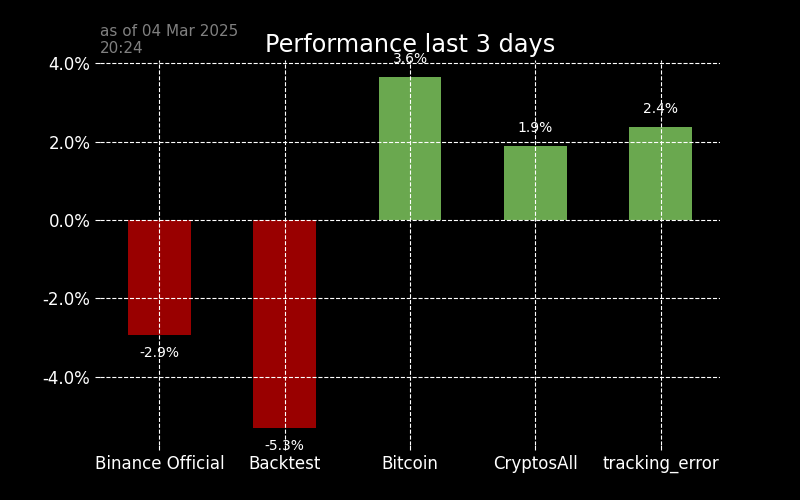 as of 04 Mar 2025
20:24
Performance last 3 days
4.0%
2.0%
0.0%
-2.0%
-4.0%
-2.9%
-5.3%
3.6%
1.9%
2.4%
Binance Official
Backtest
Bitcoin
CryptosAll
tracking_error